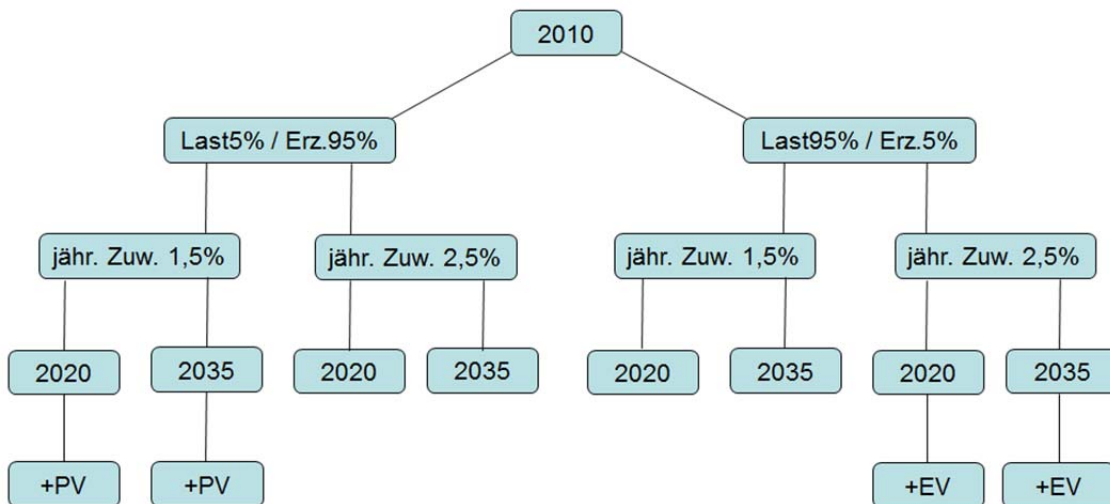 2010
Last5% / Erz.95%
Last95% / Erz.5%
jähr. Zuw. 1,5%
jähr. Zuw. 2,5%
jähr. Zuw. 1,5%
jähr. Zuw. 2,5%
2020
2035
2020
2035
2020
2035
2020
2035
+PV
+PV
+EV
+EV